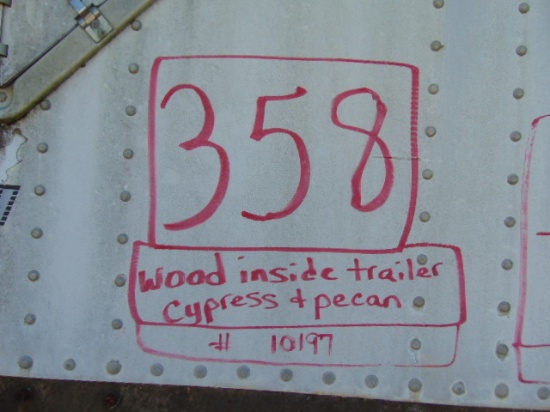 358
Wood inside trailer
Cypress & pecan
# 10197